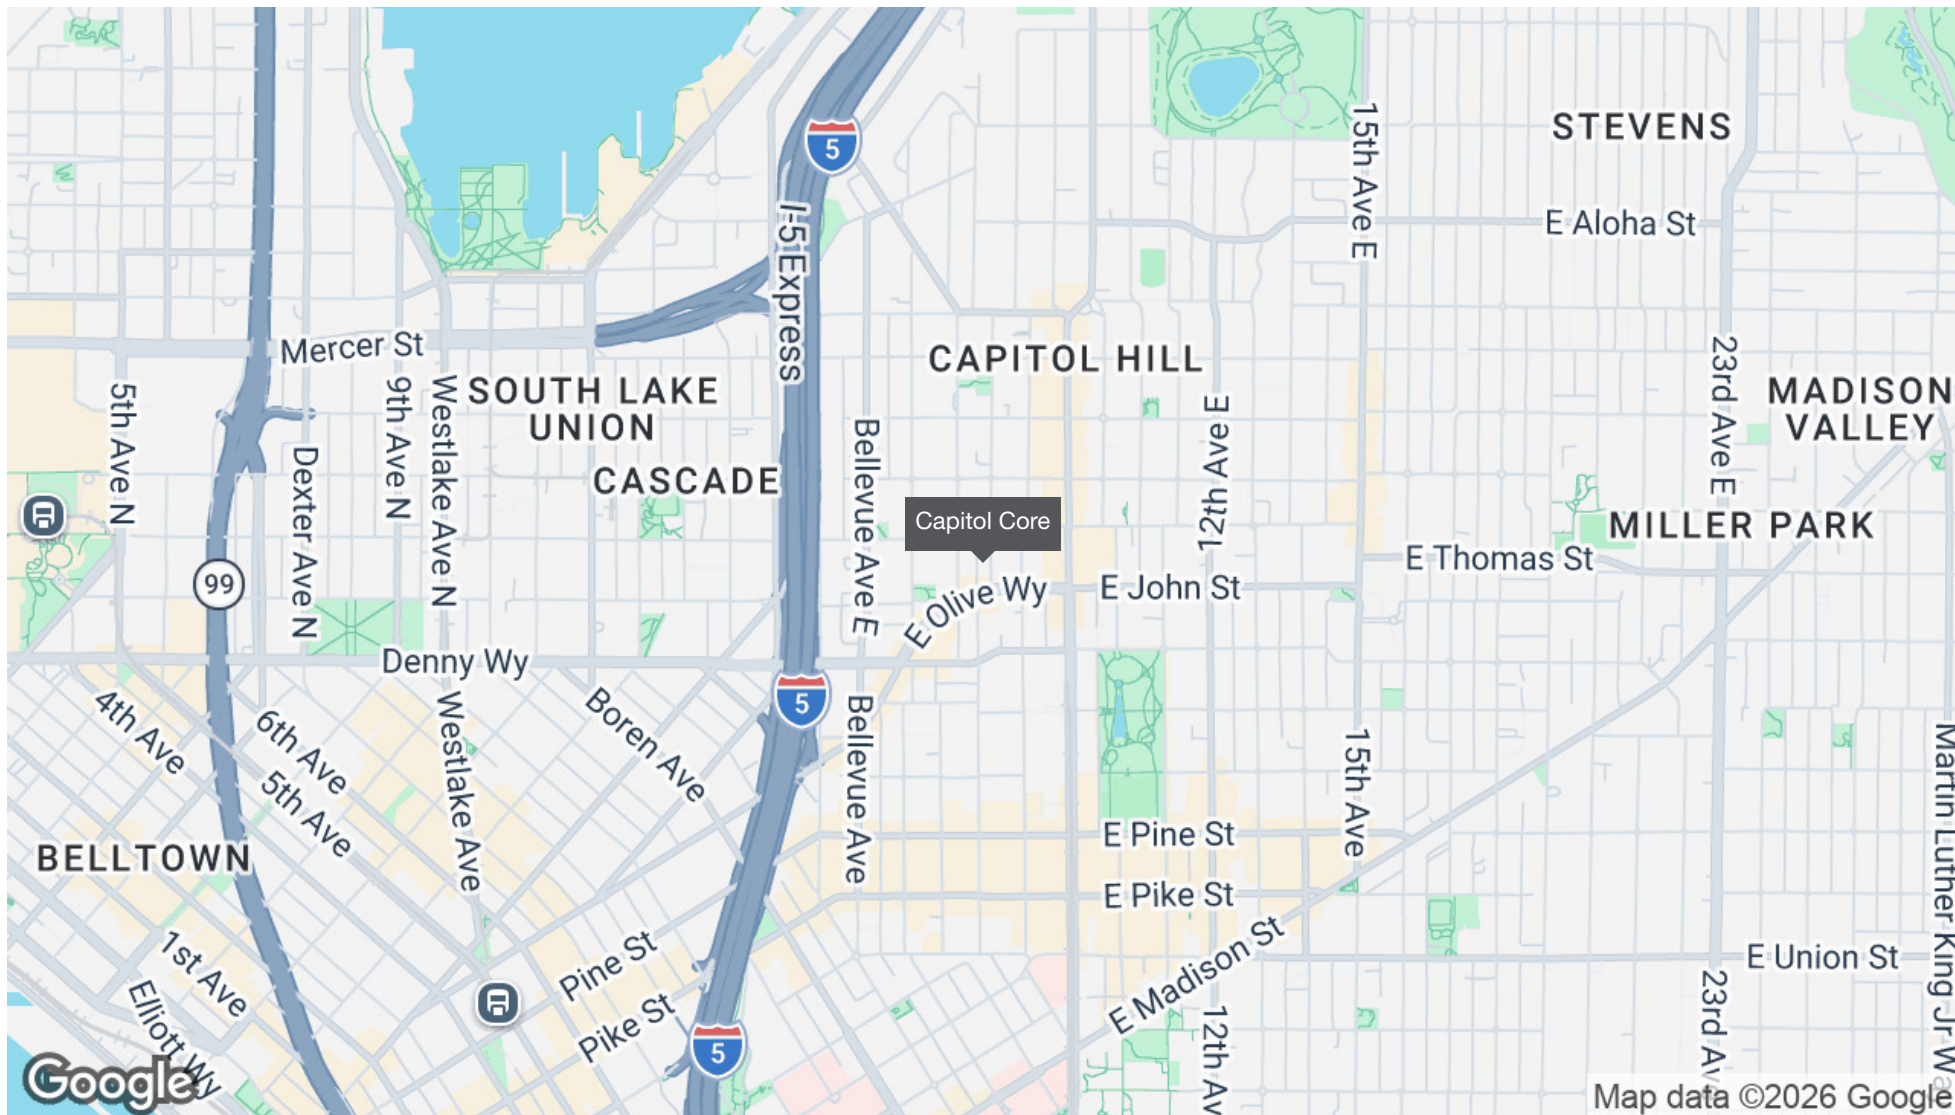 STEVENS
15th Ave E
E Aloha St
5
I-5 Express
Mercer St
CAPITOL HILL
5th Ave N
9th Ave N
Westlake Ave N
SOUTH LAKE
UNION
CASCADE
Bellevue Ave E
12th Ave E
23rd Ave E
MADISON
VALLEY
Dexter Ave N
Capitol Core
MILLER PARK
99
E Olive Wy
E John St
E Thomas St
Denny Wy
5
4th Ave
6th Ave
5th Ave
Westlake Ave
Boren Ave
Bellevue Ave
15th Ave
Martin Luther King Jr Wa
BELLTOWN
E Pine St
E Pike St
1st Ave
Elliott Wy
Pine St
Pike St
E Madison St
E Union St
12th Av
23rd Ave
5
Google
Map data ©2026 Google